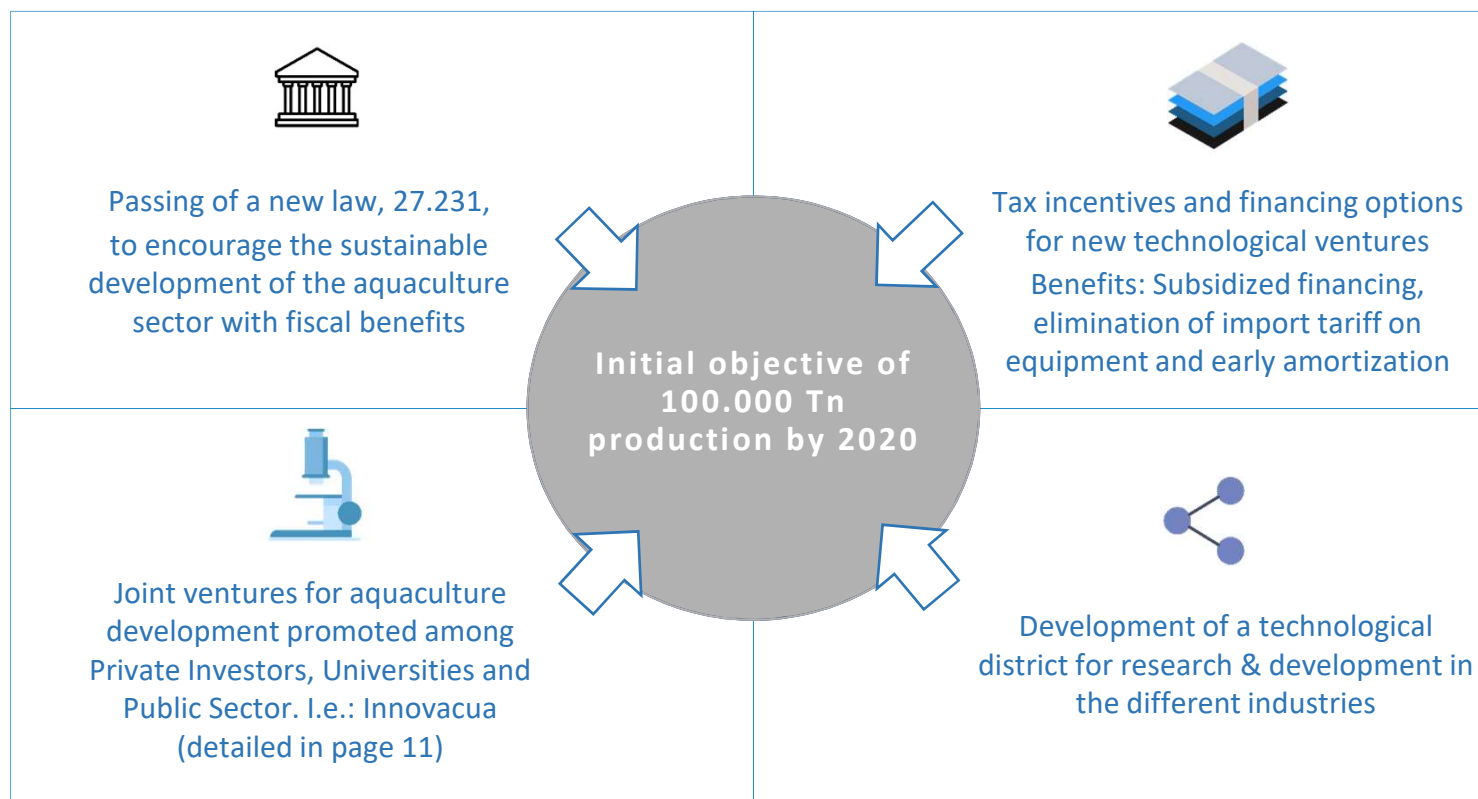 Passing of a new law, 27.231,
to encourage the sustainable
development of the aquaculture
sector with fiscal benefits
Tax incentives and financing options
for new technological ventures
Benefits: Subsidized financing,
elimination of import tariff on
equipment and early amortization
Initial objective of
100.000 Tn
production by 2020
Joint ventures for aquaculture
development promoted among
Private Investors, Universities and
Public Sector. I.e.: Innovacua
(detailed in page 11)
Development of a technological
district for research & development in
the different industries